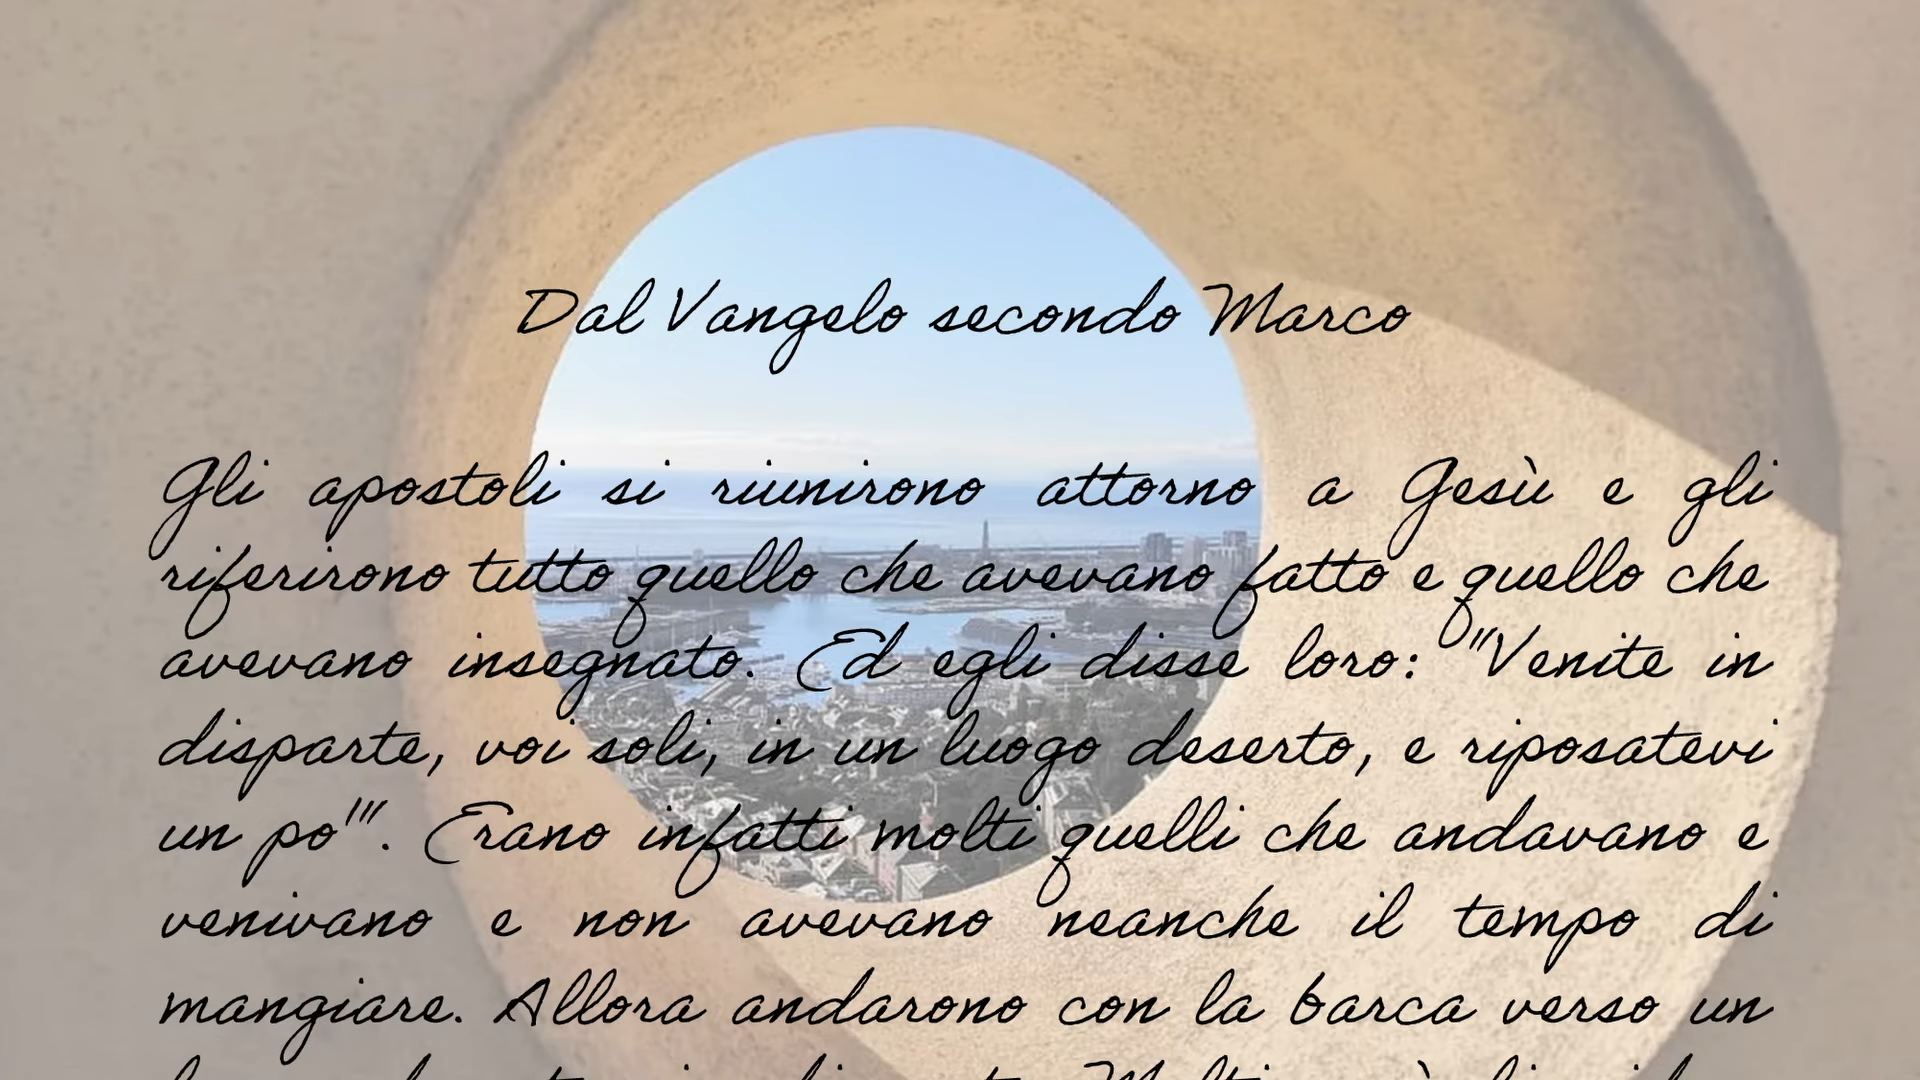 Dal Vangelo secondo Marco
Gli apostoli si riunirono attorno a Gesù e gli
riferirono tutto quello che avevano fatto e quello che
avevano insegnato. Ed egli disse loro: "Venite in
disparte, voi soli, in un luogo deserto, e riposatevi
un po'". Erano infatti molti quelli che andavano e
venivano e non avevano neanche il tempo di
mangiare. Allora andarono con la barca verso un